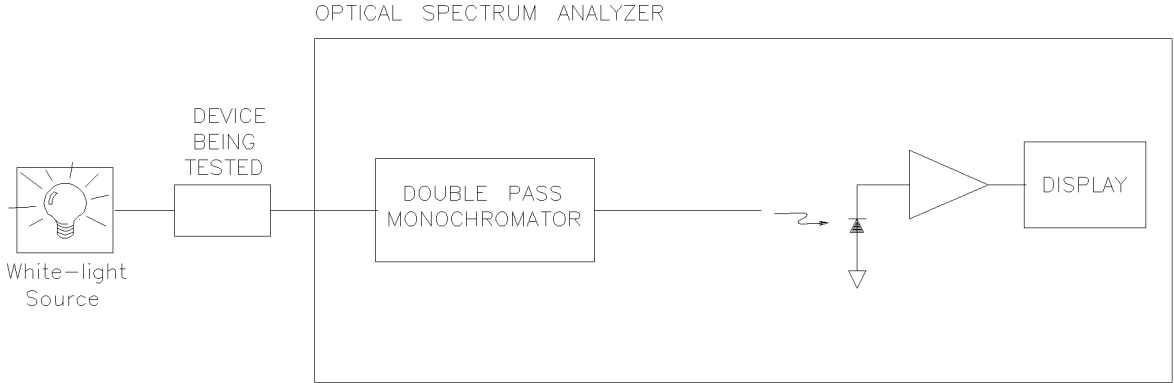 OPTICAL SPECTRUM ANALYZER
DEVICE
BEING
TESTED
White-light
Source
DOUBLE PASS
MONOCHROMATOR
DISPLAY